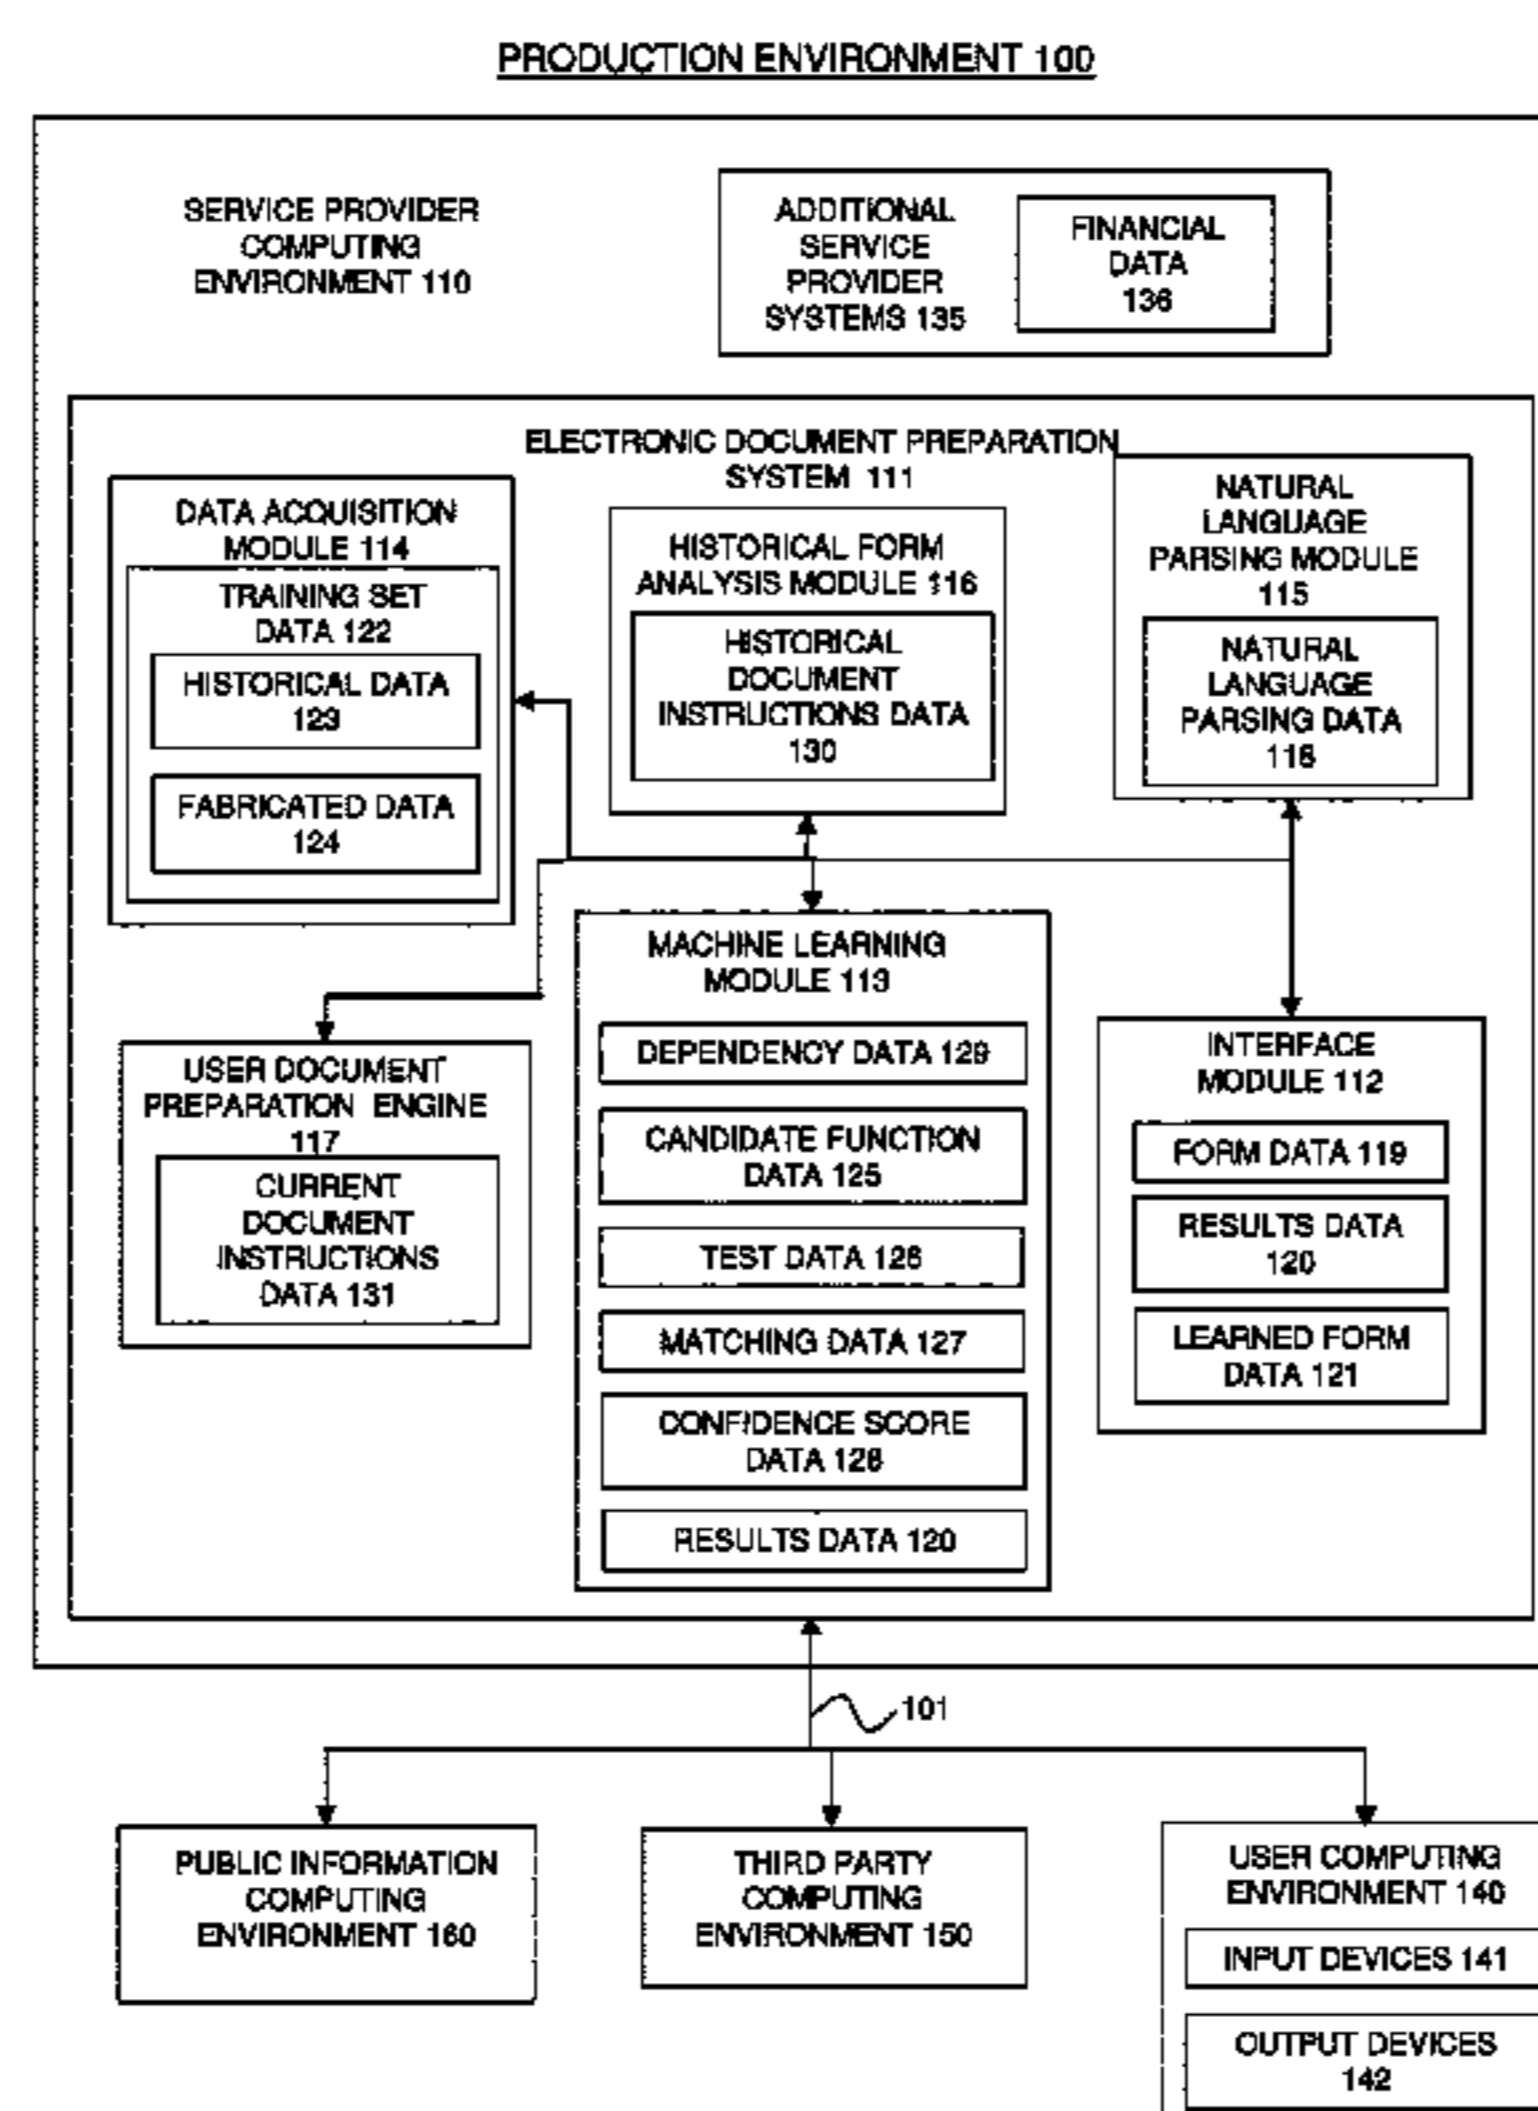 PRODUCTION ENVIRONMENT 100
SERVICE PROVIDER
COMPUTING
ENVIRONMENT 110
ADDITIONAL
SERVICE
PROVIDER
SYSTEMS 135
FINANCIAL
DATA
136
ELECTRONIC DOCUMENT PREPARATION
SYSTEM 111
DATA ACQUISITION
MODULE 114
TRAINING SET
DATA 122
HISTORICAL DATA
123
FABRICATED DATA
124
HISTORICAL FORM
ANALYSIS MODULE 116
HISTORICAL
DOCUMENT
INSTRUCTIONS DATA
130
NATURAL
LANGUAGE
PARSING MODULE
115
NATURAL
LANGUAGE
PARSING DATA
118
USER DOCUMENT
PREPARATION ENGINE
117
CURRENT
DOCUMENT
INSTRUCTIONS
DATA 131
MACHINE LEARNING
MODULE 113
DEPENDENCY DATA 129
CANDIDATE FUNCTION
DATA 125
TEST DATA 126
MATCHING DATA 127
CONFIDENCE SCORE
DATA 128
RESULTS DATA 120
INTERFACE
MODULE 112
FORM DATA 119
RESULTS DATA
120
LEARNED FORM
DATA 121
101
PUBLIC INFORMATION
COMPUTING
ENVIRONMENT 160
THIRD PARTY
COMPUTING
ENVIRONMENT 150
USER COMPUTING
ENVIRONMENT 140
INPUT DEVICES 141
OUTPUT DEVICES
142